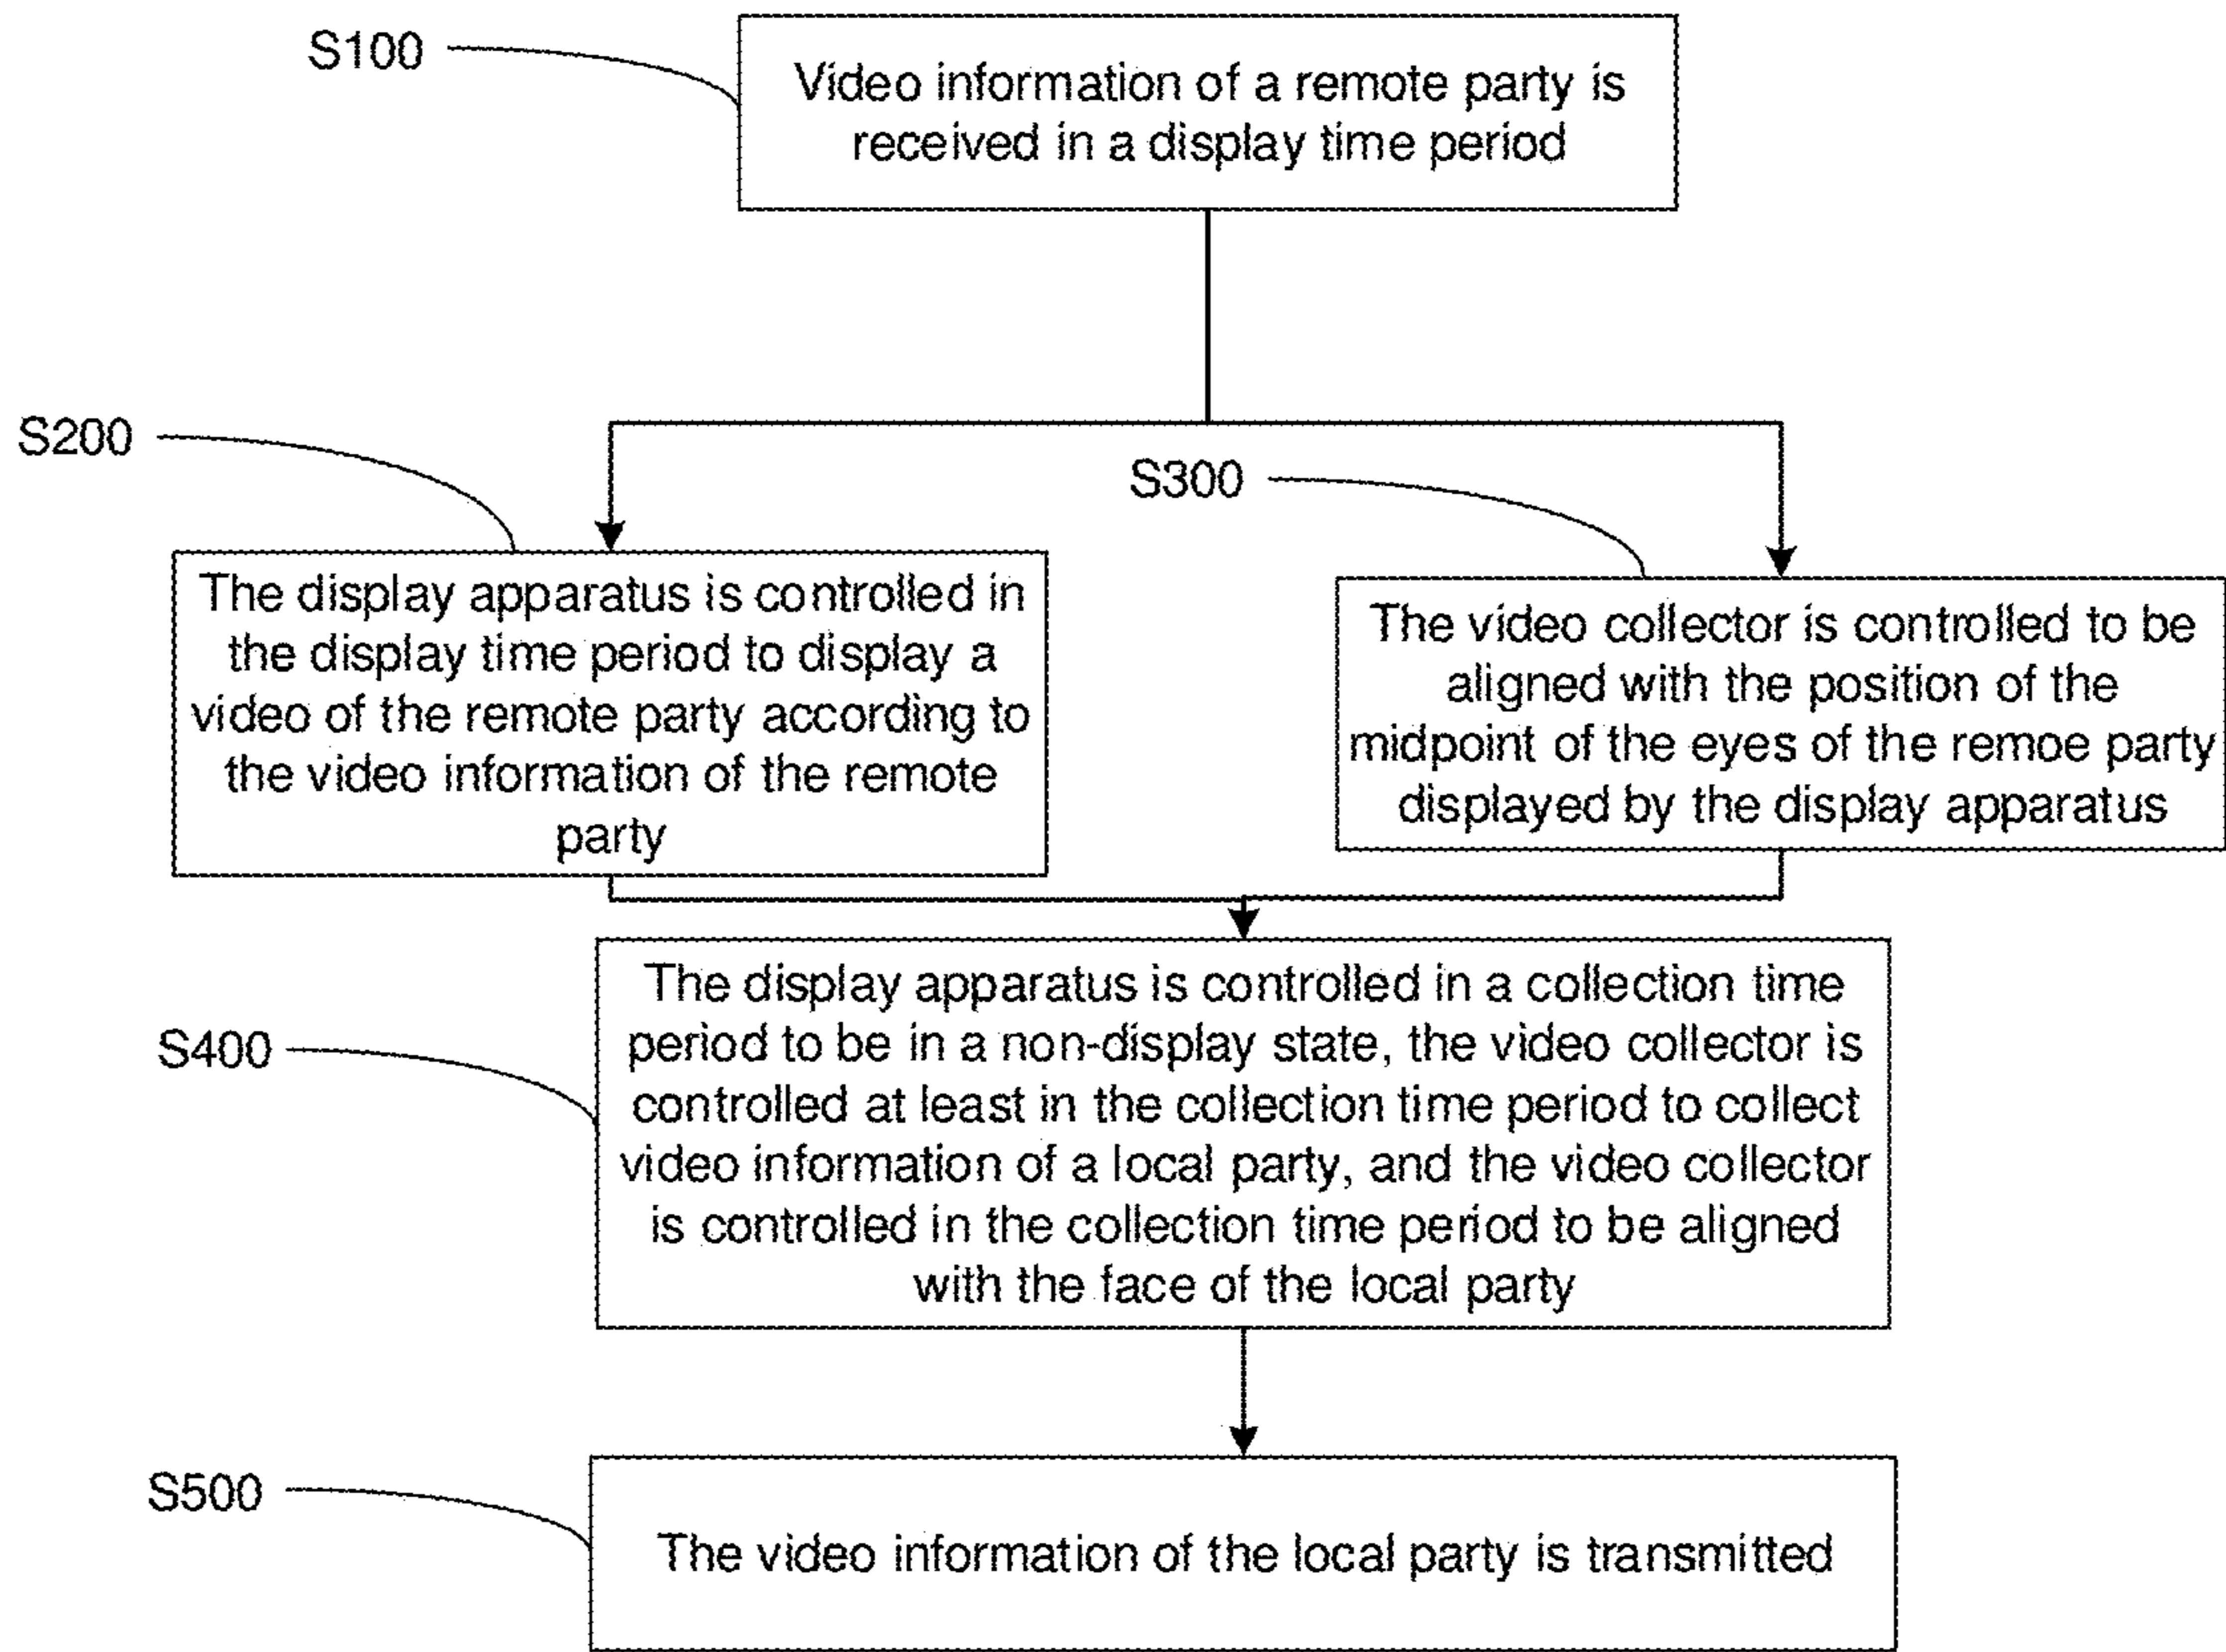 S100
Video information of a remote party is
received in a display time period
S200
The display apparatus is controlled in
the display time period to display a
video of the remote party according to
the video information of the remote
party
S300
The video collector is controlled to be
aligned with the position of the
midpoint of the eyes of the remoe party
displayed by the display apparatus
S400
The display apparatus is controlled in a collection time
period to be in a non-display state, the video collector is
controlled at least in the collection time period to collect
video information of a local party, and the video collector
is controlled in the collection time period to be aligned
with the face of the local party
S500
The video information of the local party is transmitted